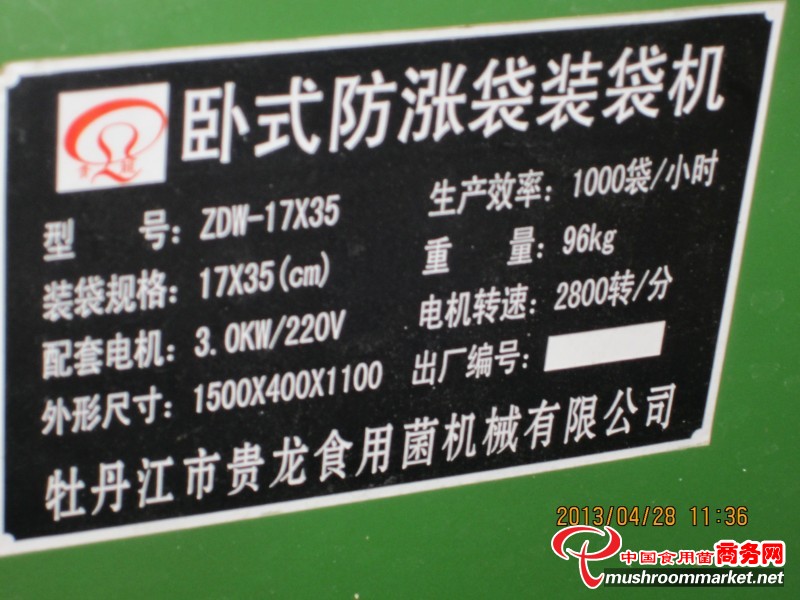 卧式防涨袋装袋机
型 号: ZDW-17X35
生产效率: 1000袋/小时
装袋规格: 17X35(cm)
重 量: 96kg
配套电机: 3.0KW/220V
电机转速: 2800转/分
外形尺寸: 1500X400X1100
出厂编号:
牡丹江市贵龙食用菌机械有限公司
2013/04/28 11:36
中国食用菌商务网
mushroommarket.net